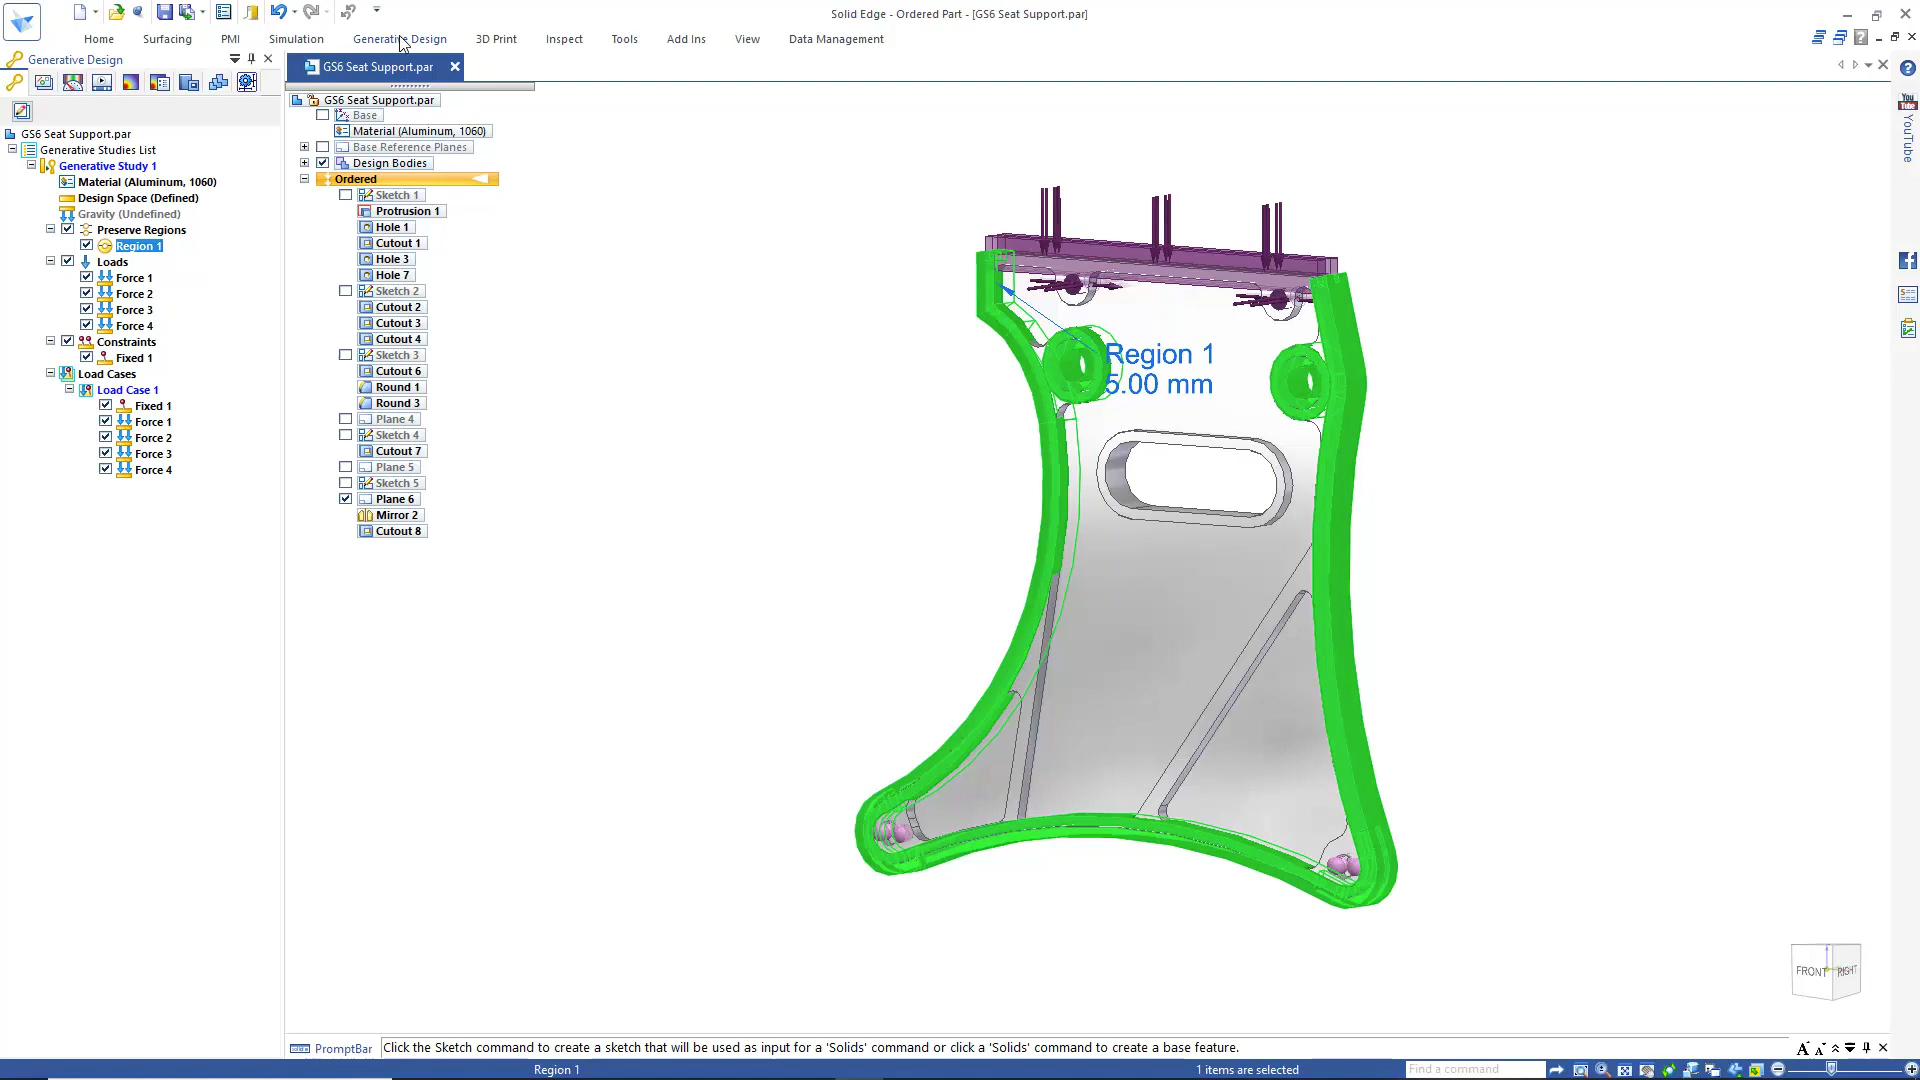 Solid Edge - Ordered Part - [GS6 Seat Support.par]
Home Surfacing PMI Simulation Generative Design 3D Print Inspect Tools Add Ins View Data Management
Generative Design
GS6 Seat Support.par
GS6 Seat Support.par
Generative Studies List
Generative Study 1
Material (Aluminum, 1060)
Design Space (Defined)
Gravity (Undefined)
Preserve Regions
Region 1
Loads
Force 1
Force 2
Force 3
Force 4
Constraints
Fixed 1
Load Cases
Load Case 1
Fixed 1
Force 1
Force 2
Force 3
Force 4
GS6 Seat Support.par
Base
Material (Aluminum, 1060)
Base Reference Planes
Design Bodies
Ordered
Sketch 1
Protrusion 1
Hole 1
Cutout 1
Hole 3
Hole 7
Sketch 2
Cutout 2
Cutout 3
Cutout 4
Sketch 3
Cutout 6
Round 1
Round 3
Plane 4
Sketch 4
Cutout 7
Plane 5
Sketch 5
Plane 6
Mirror 2
Cutout 8
Region 1
5.00 mm
FRONT RIGHT
You
Tube
YouTube
PromptBar Click the Sketch command to create a sketch that will be used as input for a 'Solids' command or click a 'Solids' command to create a base feature.
Region 1 1 items are selected Find a command